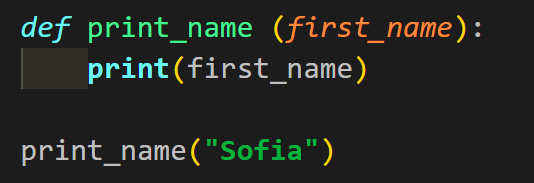 def print_name (first_name):
    print(first_name)

print_name("Sofia")